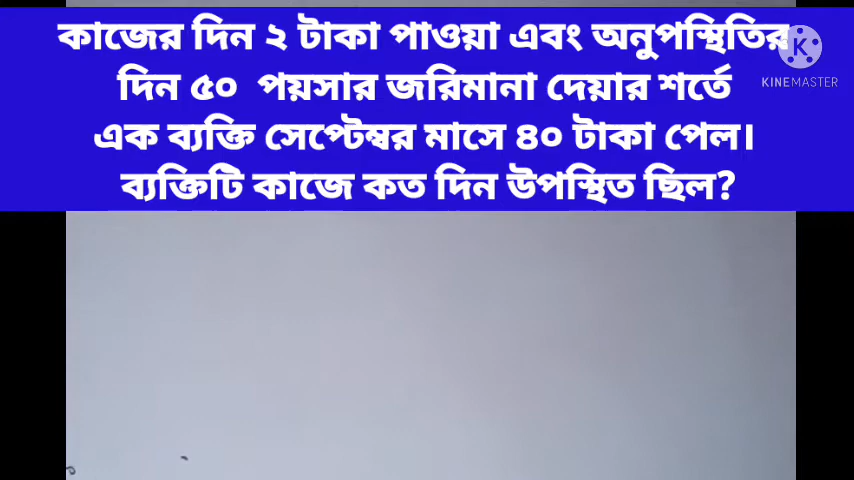 কাজের দিন ২ টাকা পাওয়া এবং অনুপস্থিতির
দিন ৫০ পয়সার জরিমানা দেয়ার শর্তে
এক ব্যক্তি সেপ্টেম্বর মাসে ৪০ টাকা পেল।
ব্যক্তিটি কাজে কত দিন উপস্থিত ছিল?
K
KINEMASTER